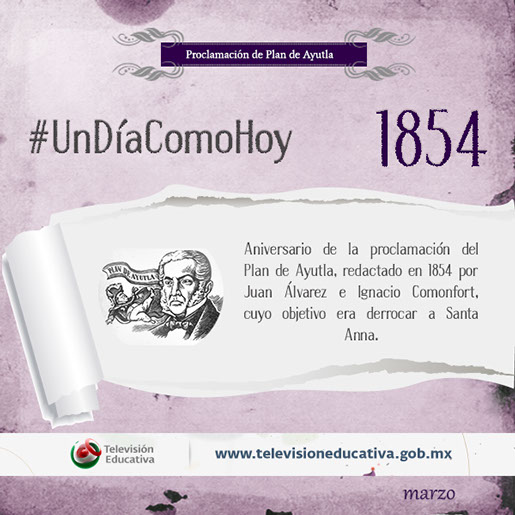 Proclamación de Plan de Ayutla
#UnDíaComoHoy
1854
PLAN DE AYUTLA
Aniversario de la proclamación del
Plan de Ayutla, redactado en 1854 por
Juan Álvarez e Ignacio Comonfort,
cuyo objetivo era derrocar a Santa
Anna.
Televisión
Educativa
www.televisioneducativa.gob.mx
marzo